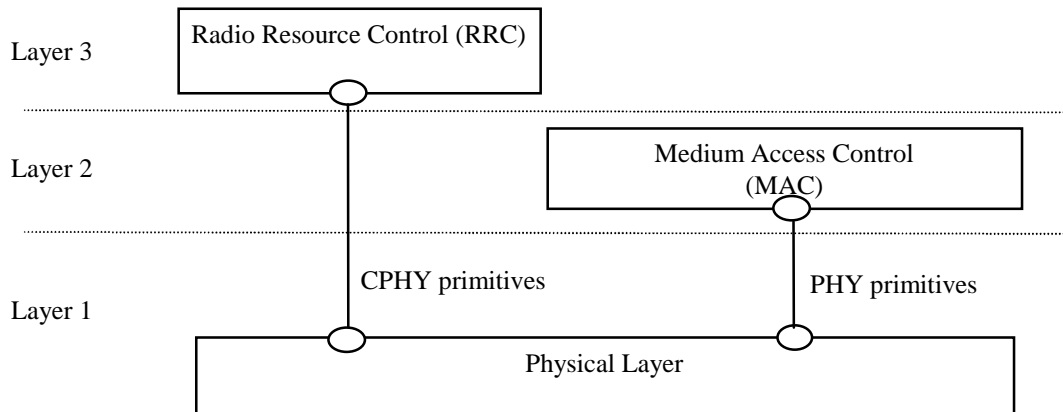 Radio Resource Control (RRC)
Layer 3
Medium Access Control
(MAC)
Layer 2
CPHY primitives
PHY primitives
Layer 1
Physical Layer